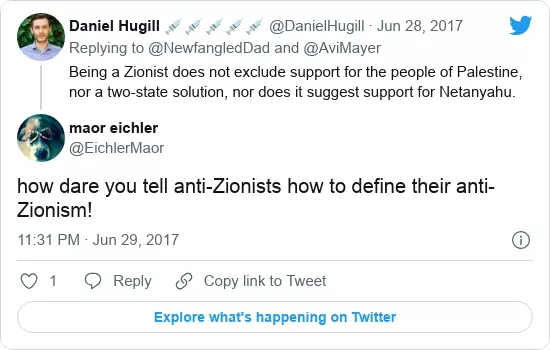 Daniel Hugill 💉💉💉💉💉 @DanielHugill · Jun 28, 2017
Replying to @NewfangledDad and @AviMayer
Being a Zionist does not exclude support for the people of Palestine,
nor a two-state solution, nor does it suggest support for Netanyahu.
maor eichler
@EichlerMaor
how dare you tell anti-Zionists how to define their anti-
Zionism!
11:31 PM · Jun 29, 2017
1 Reply Copy link to Tweet
Explore what's happening on Twitter